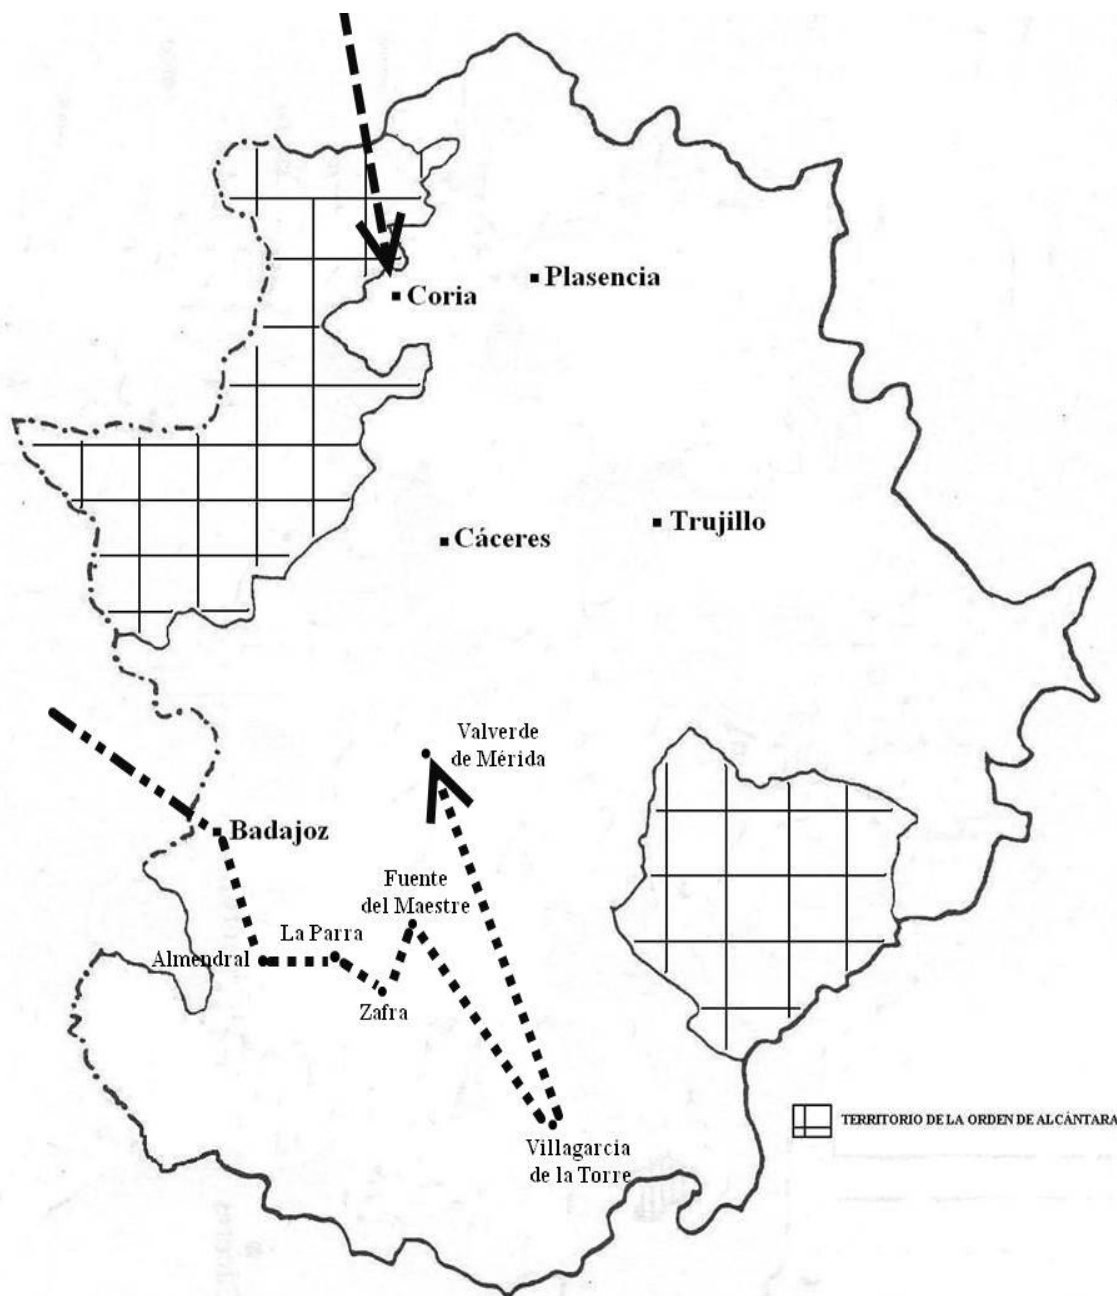 Plasencia
Coria
Trujillo
Cáceres
Valverde
de Mérida
Badajoz
Fuente
del Maestre
La Parra
Almendral
Zafra
TERRITORIO DE LA ORDEN DE ALCÁNTARA
Villagarcia
de la Torre